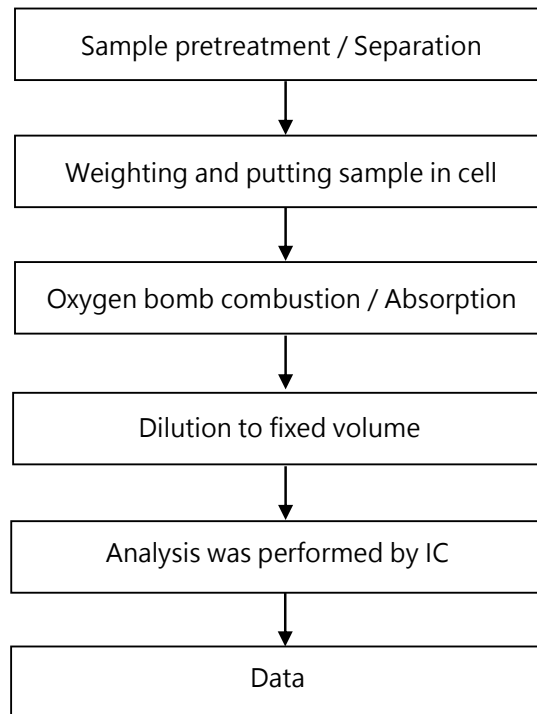 Sample pretreatment / Separation
Weighting and putting sample in cell
Oxygen bomb combustion / Absorption
Dilution to fixed volume
Analysis was performed by IC
Data